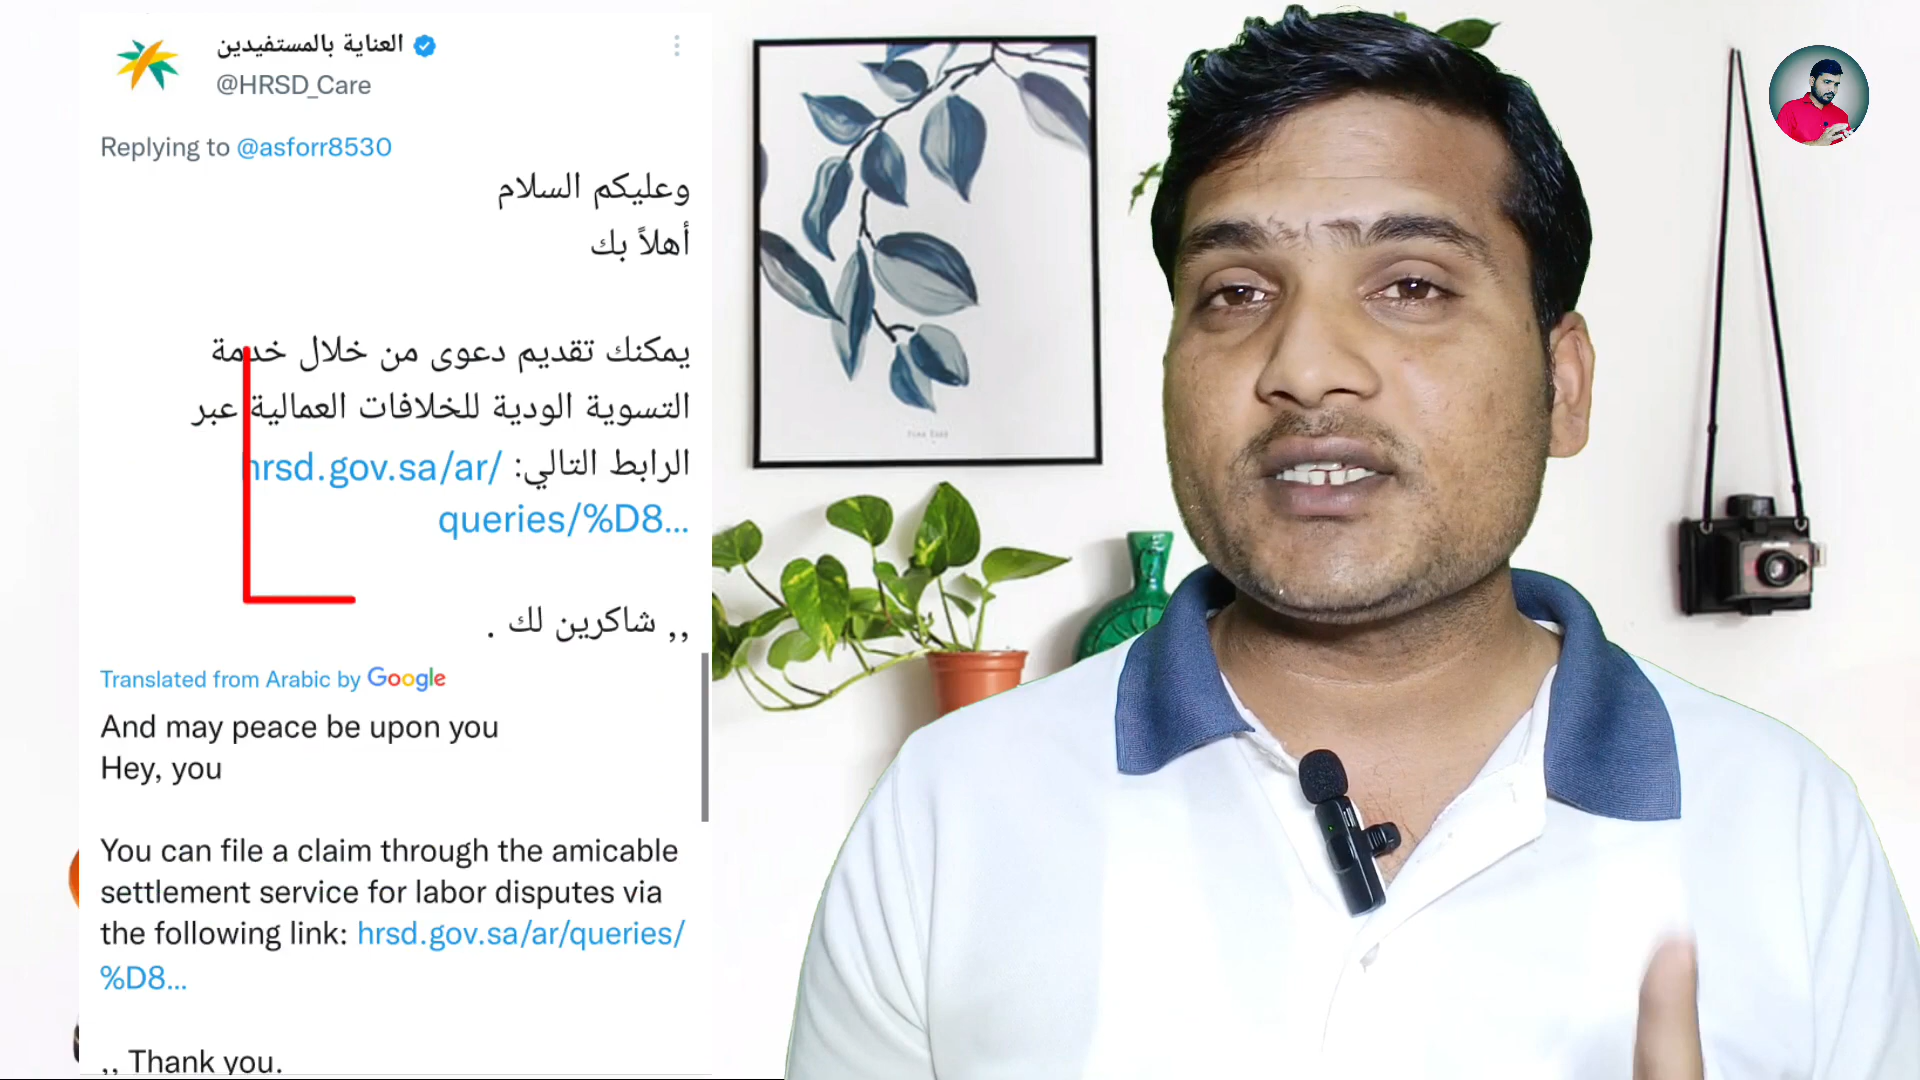 العناية بالمستفيدين
@HRSD_Care
Replying to @asforr8530
وعليكم السلام
أهلاً بك
يمكنك تقديم دعوى من خلال خدمة
التسوية الودية للخلافات العمالية عبر
الرابط التالي: hrsd.gov.sa/ar/
queries/%D8...
,, شاكرين لك .
Translated from Arabic by Google
And may peace be upon you
Hey, you
You can file a claim through the amicable
settlement service for labor disputes via
the following link: hrsd.gov.sa/ar/queries/
%D8...
,, Thank you.